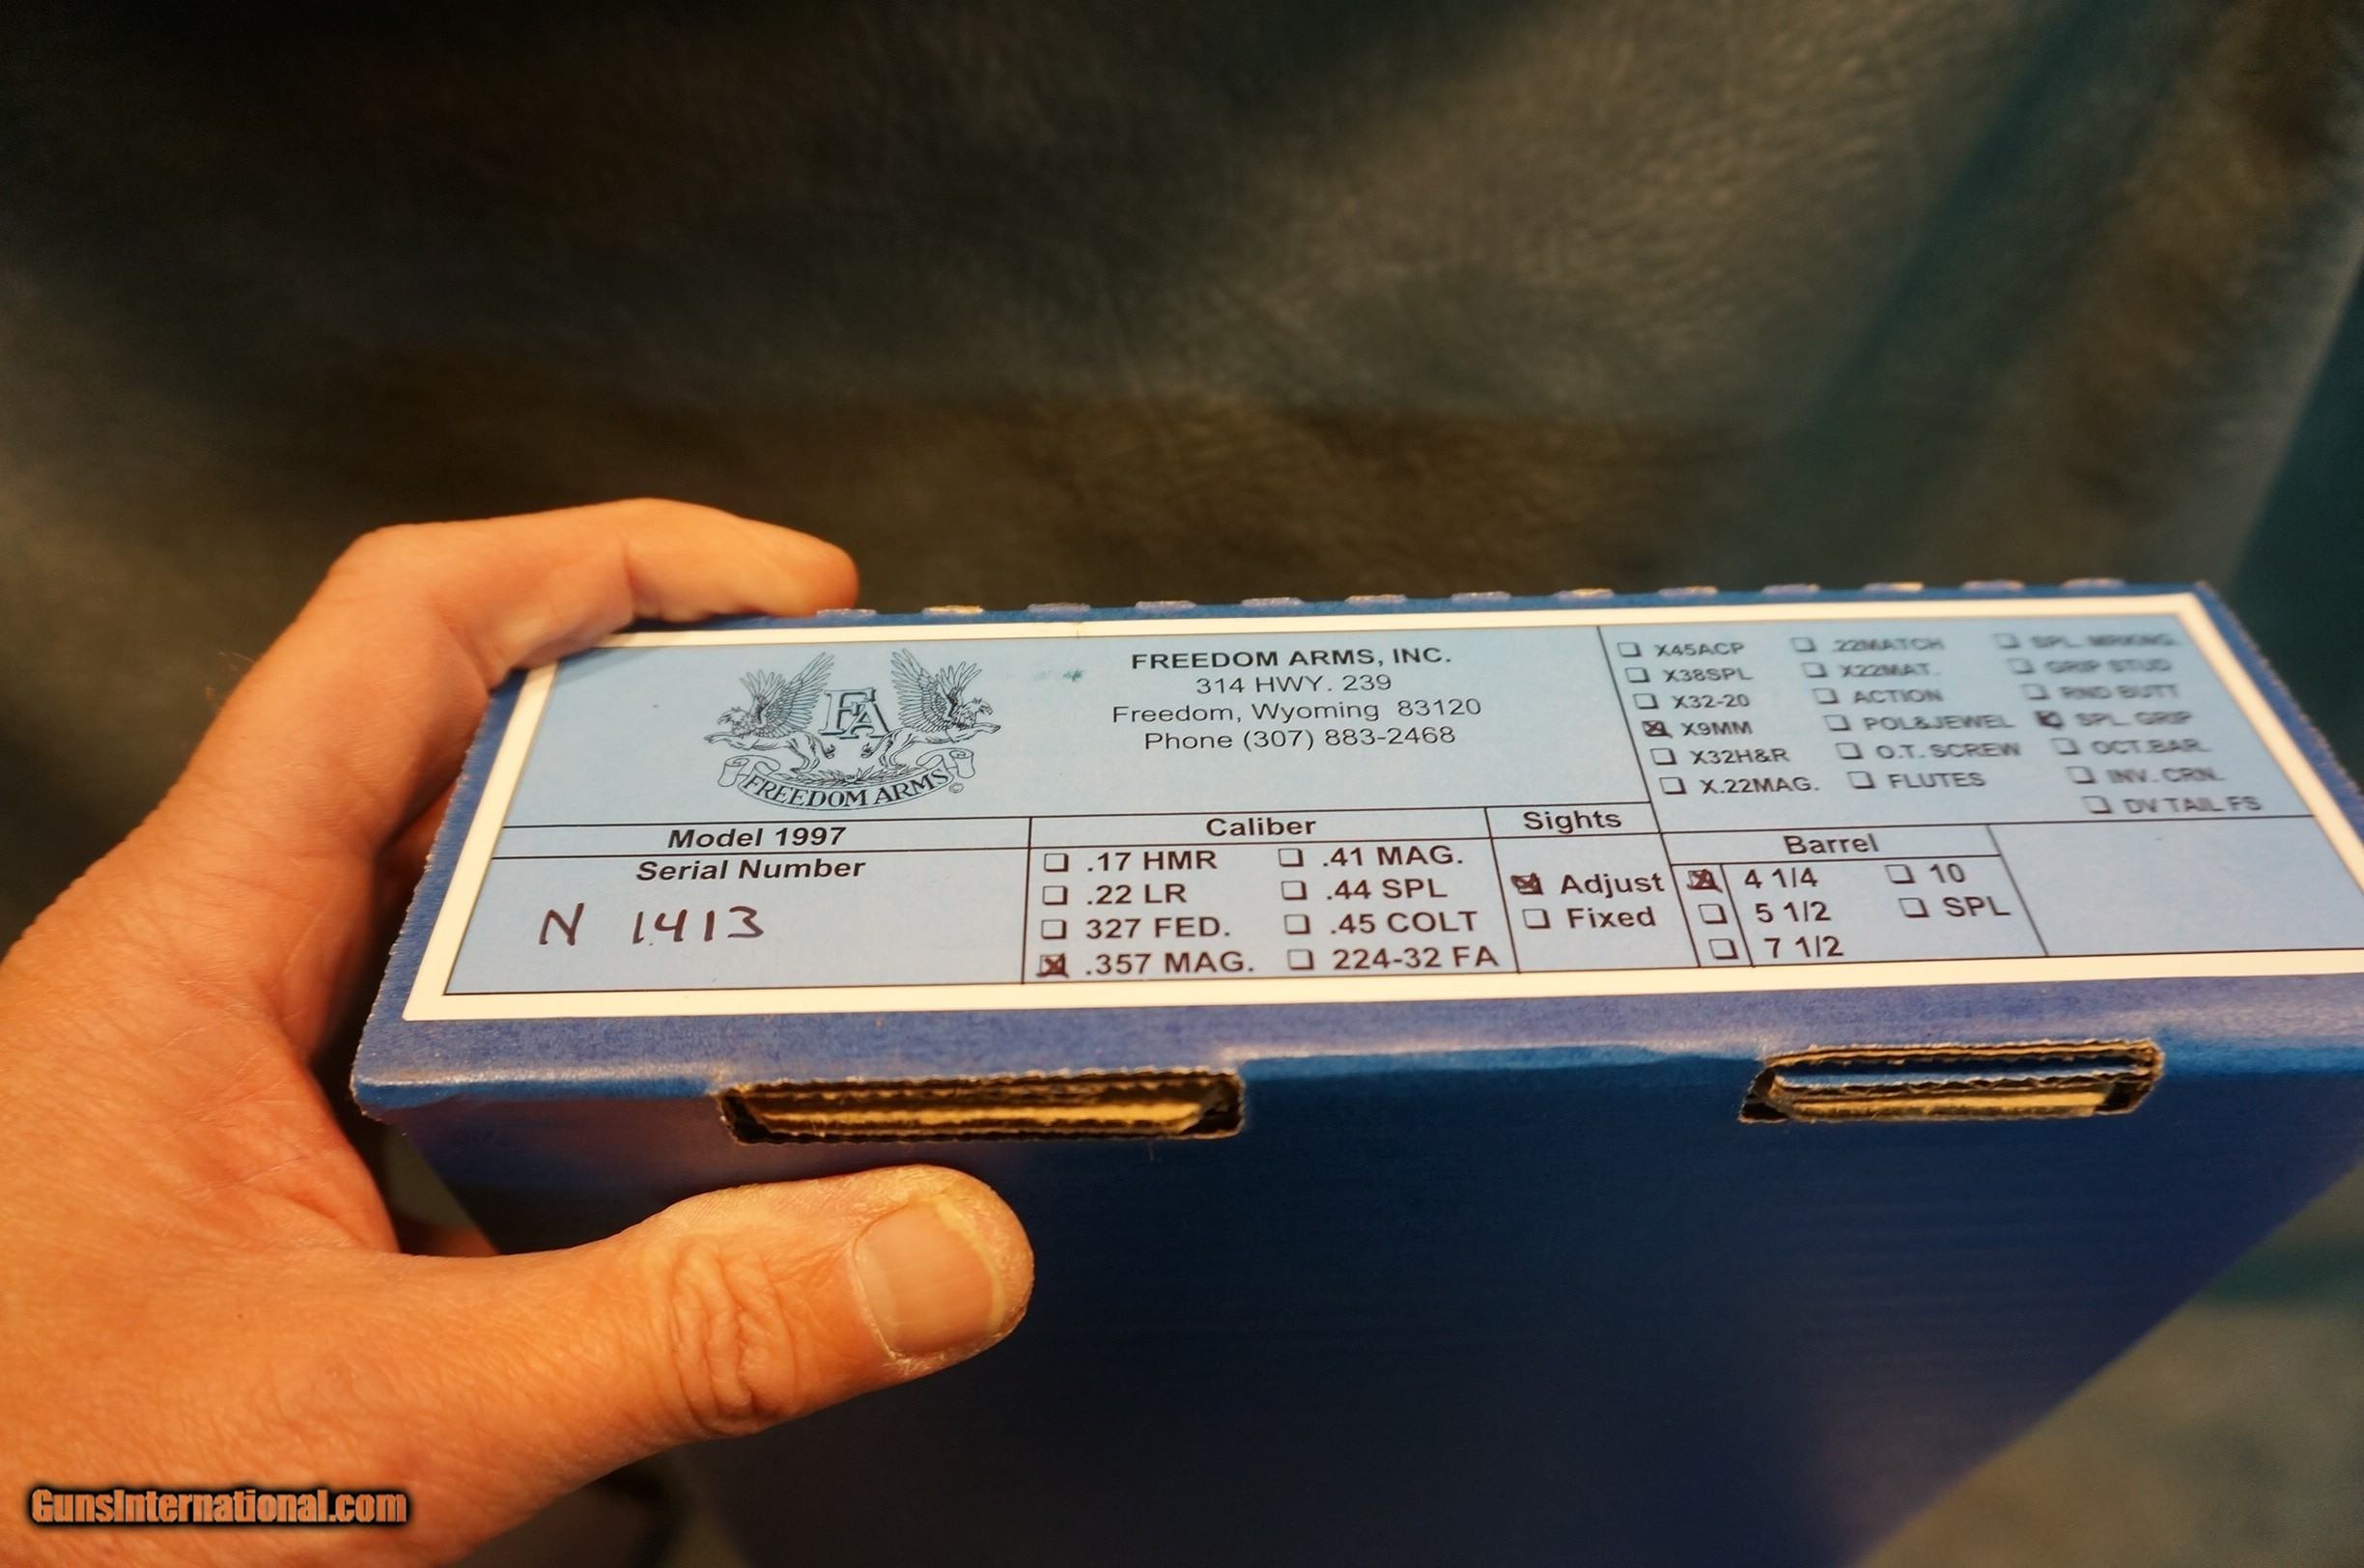 FA
FREEDOM ARMS
©
FREEDOM ARMS, INC.
314 HWY. 239
Freedom, Wyoming 83120
Phone (307) 883-2468
X45ACP .22MATCH SPL. MRKING
X38SPL X22MAT. GRIP STUD
X32-20 ACTION RND BUTT
X9MM POL&JEWEL SPL. GRIP
X32H&R O.T. SCREW OCT.BAR.
X.22MAG. FLUTES INV. CRN.
DV TAIL FS
Model 1997
Serial Number
N 1413
Caliber
.17 HMR .41 MAG.
.22 LR .44 SPL
327 FED. .45 COLT
.357 MAG. 224-32 FA
Sights
Adjust
Fixed
Barrel
4 1/4 10
5 1/2 SPL
7 1/2
GunsInternational.com